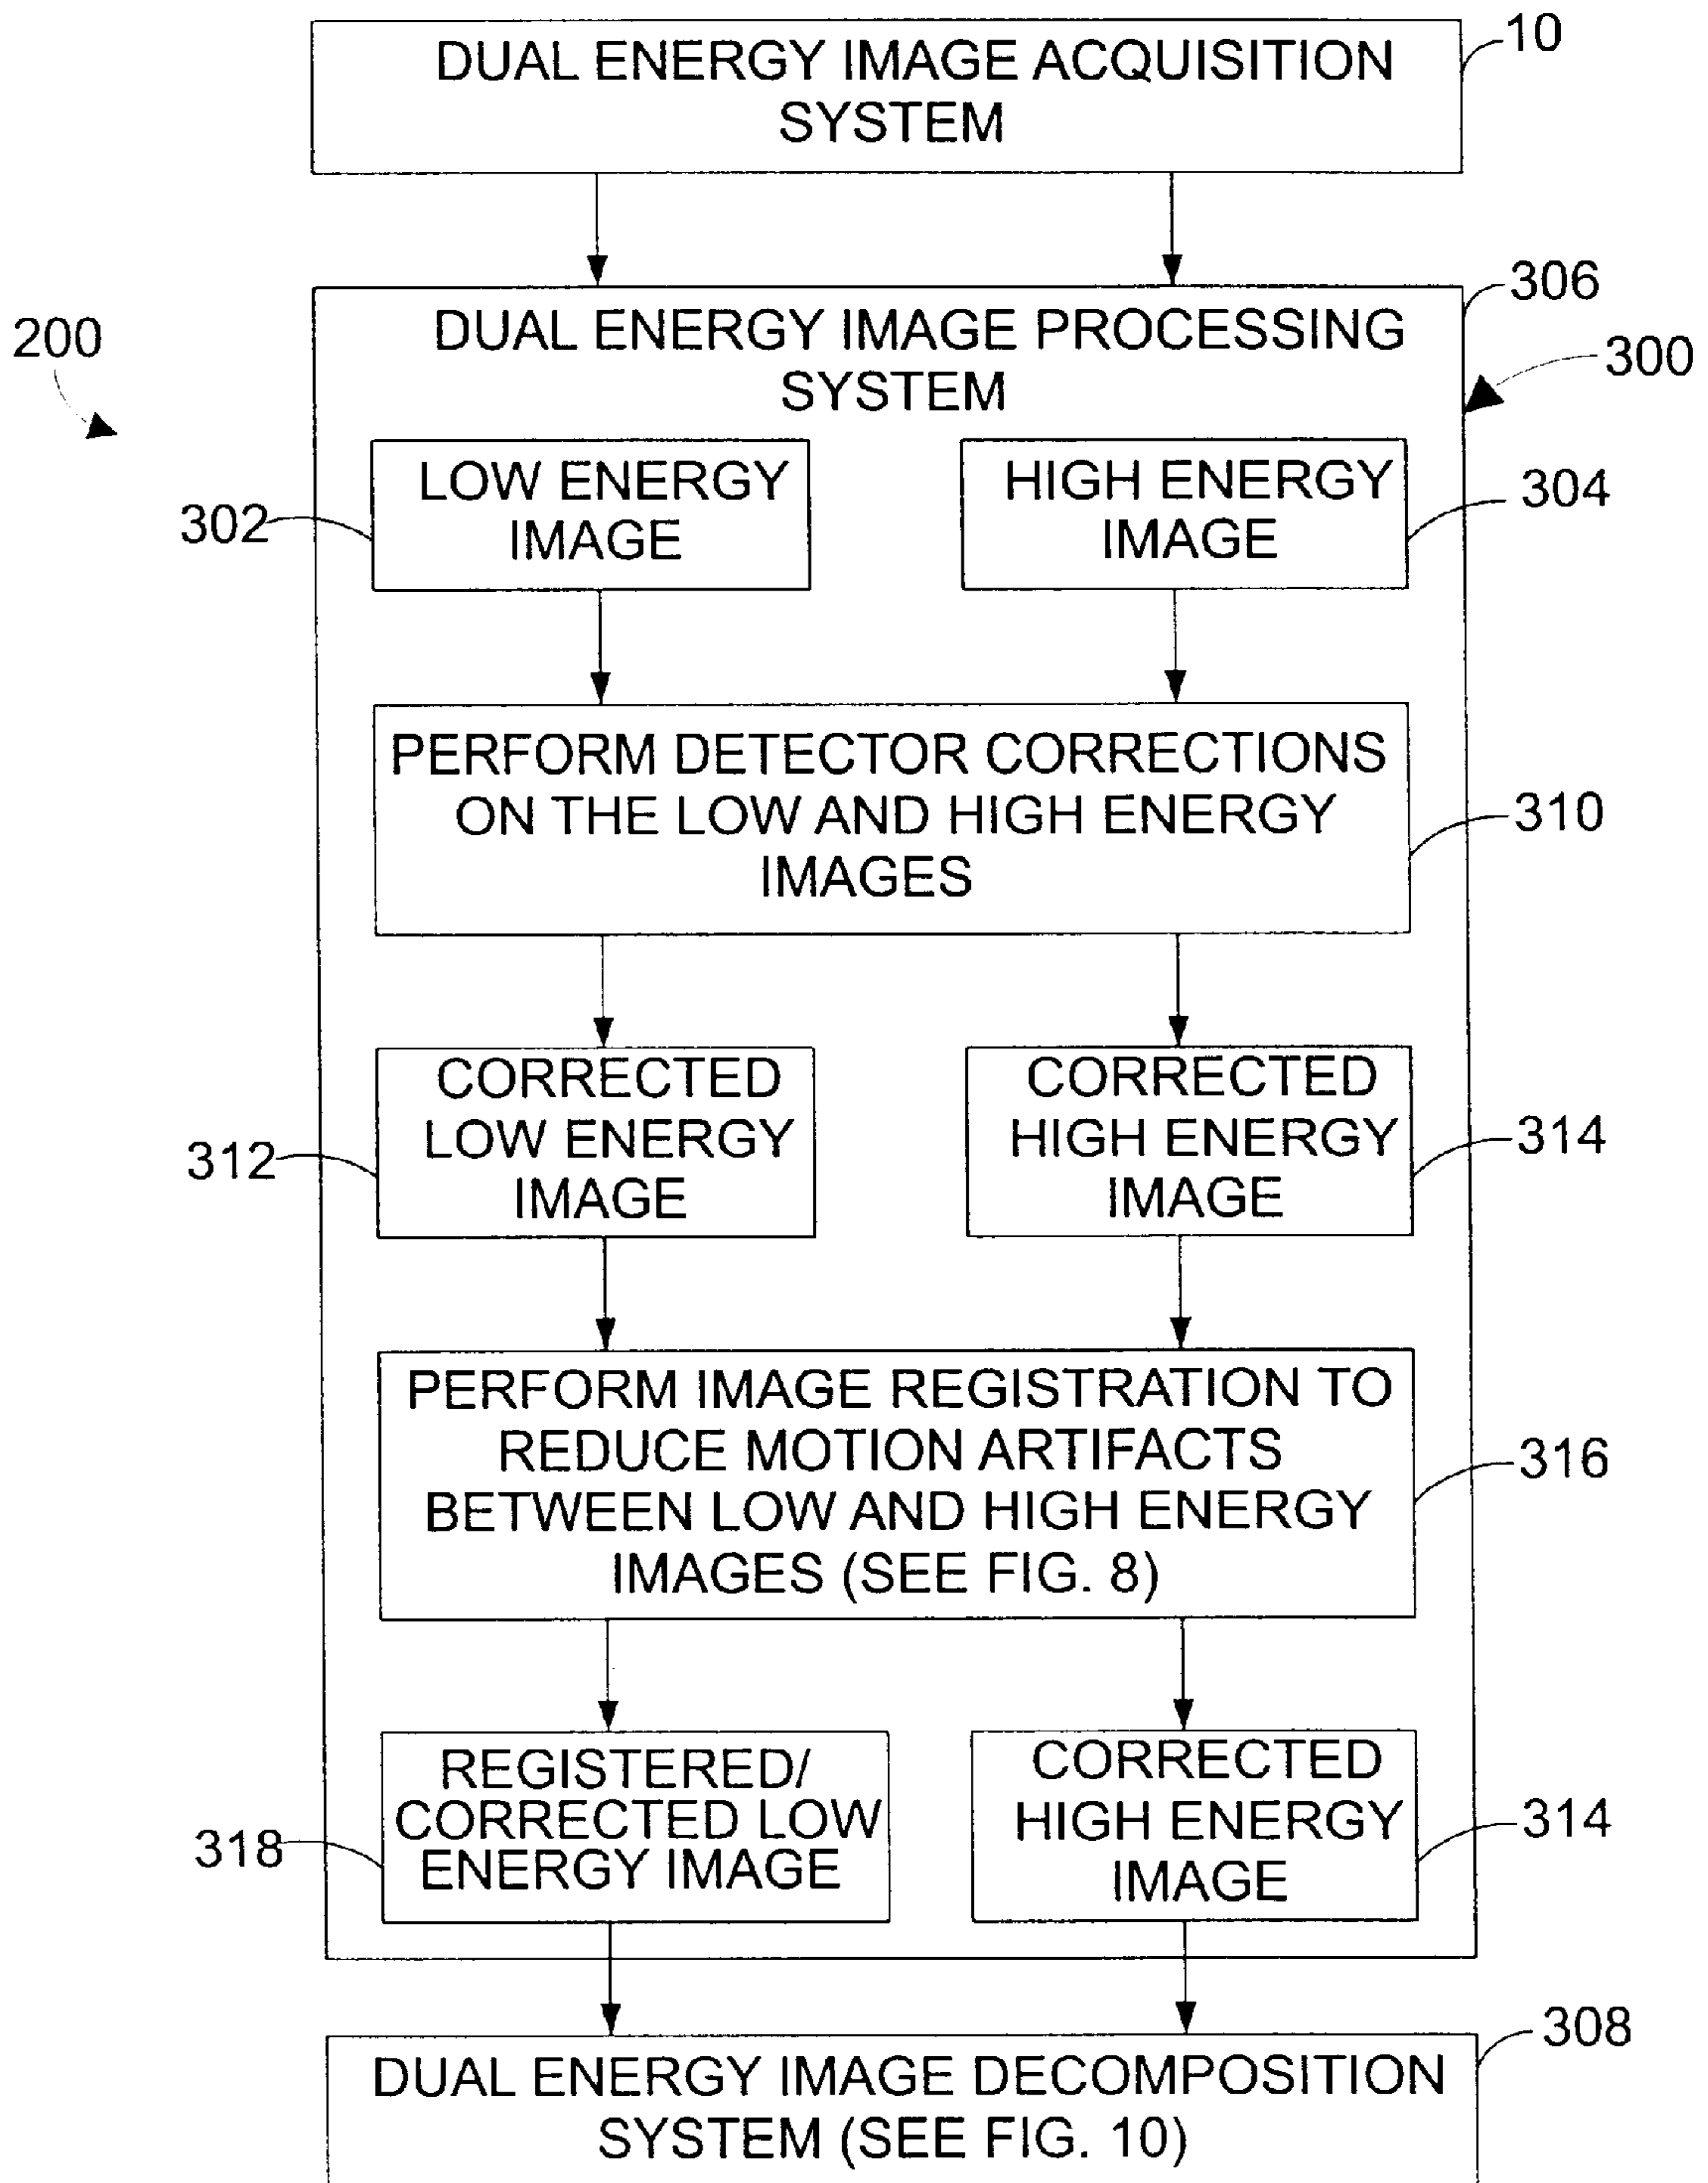 DUAL ENERGY IMAGE ACQUISITION
SYSTEM
10
306
DUAL ENERGY IMAGE PROCESSING
SYSTEM
200
300
LOW ENERGY
IMAGE
302
HIGH ENERGY
IMAGE
304
PERFORM DETECTOR CORRECTIONS
ON THE LOW AND HIGH ENERGY
IMAGES
310
CORRECTED
LOW ENERGY
IMAGE
312
CORRECTED
HIGH ENERGY
IMAGE
314
PERFORM IMAGE REGISTRATION TO
REDUCE MOTION ARTIFACTS
BETWEEN LOW AND HIGH ENERGY
IMAGES (SEE FIG. 8)
316
REGISTERED/
CORRECTED LOW
ENERGY IMAGE
318
CORRECTED
HIGH ENERGY
IMAGE
314
308
DUAL ENERGY IMAGE DECOMPOSITION
SYSTEM (SEE FIG. 10)